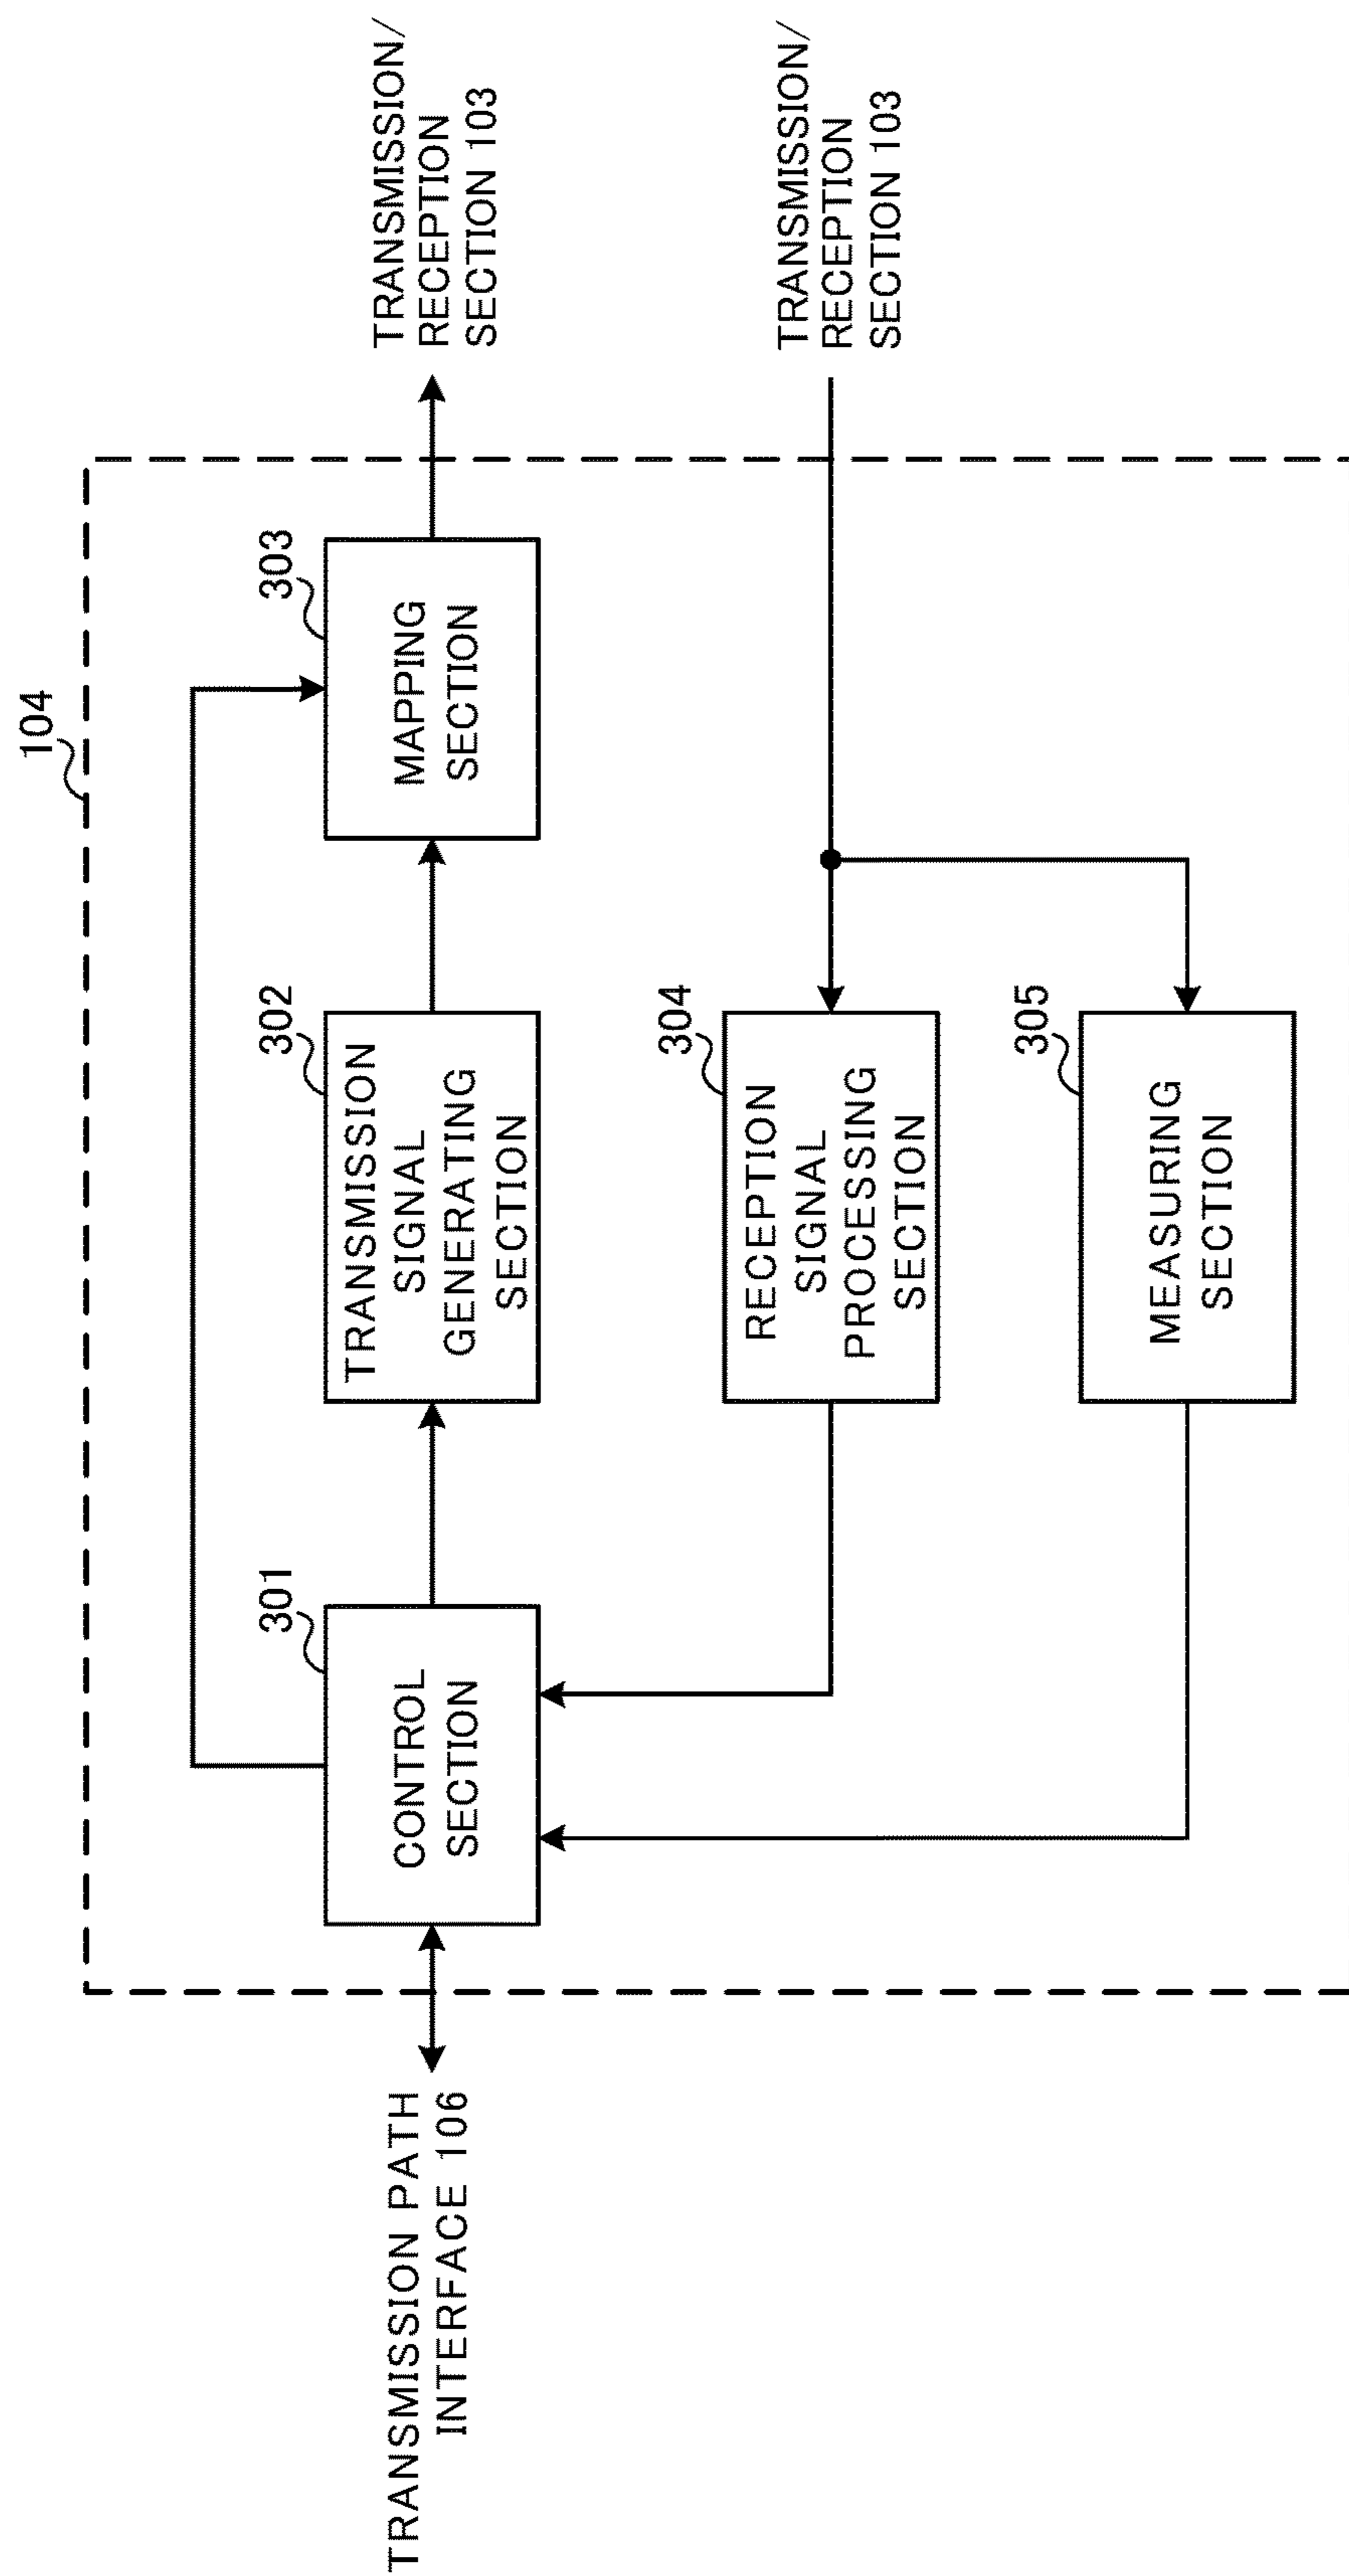 104
TRANSMISSION PATH
INTERFACE 106
301
CONTROL
SECTION
302
TRANSMISSION
SIGNAL
GENERATING
SECTION
303
MAPPING
SECTION
TRANSMISSION/
RECEPTION
SECTION 103
304
RECEPTION
SIGNAL
PROCESSING
SECTION
TRANSMISSION/
RECEPTION
SECTION 103
305
MEASURING
SECTION